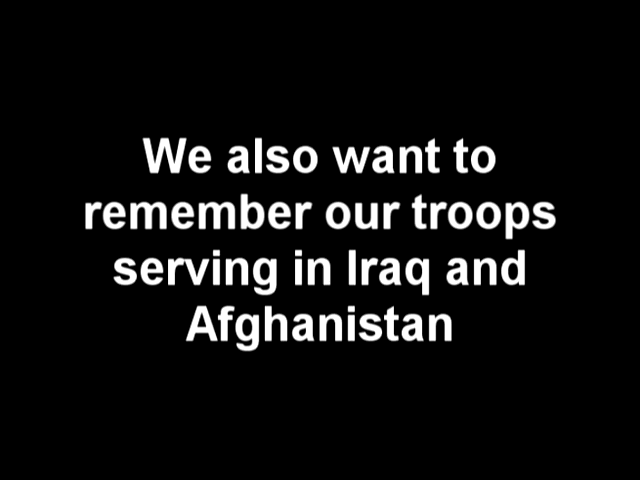 We also want to
remember our troops
serving in Iraq and
Afghanistan